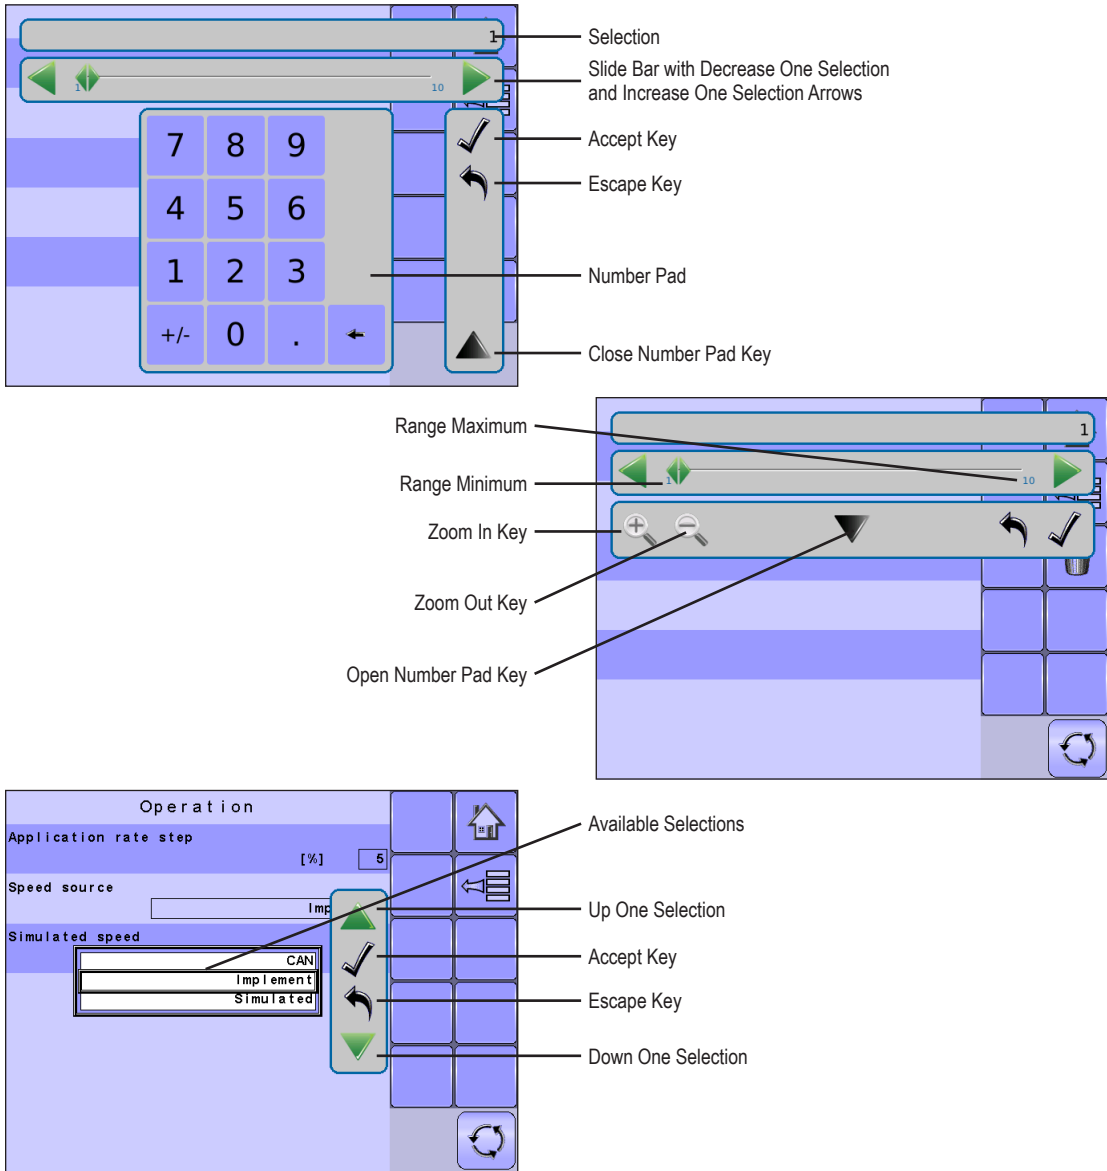 1
Selection
Slide Bar with Decrease One Selection
and Increase One Selection Arrows
1 10
Accept Key
7 8 9
Escape Key
4 5 6
1 2 3
Number Pad
+/- 0 .
Close Number Pad Key
Range Maximum
1
Range Minimum
1 10
Zoom In Key
Zoom Out Key
Open Number Pad Key
Operation
Available Selections
Application rate step
[%] 5
Speed source
Imp
Up One Selection
Simulated speed
CAN
Accept Key
Implement
Simulated
Escape Key
Down One Selection